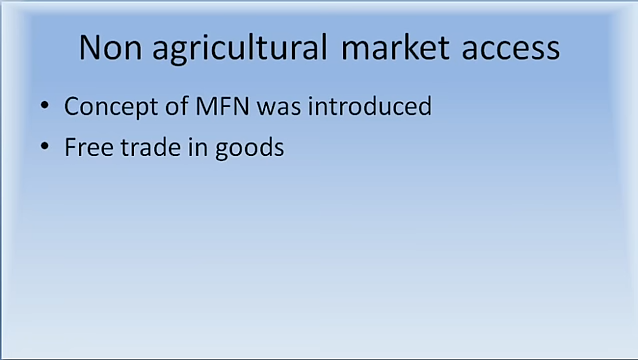 Non agricultural market access
• Concept of MFN was introduced
• Free trade in goods